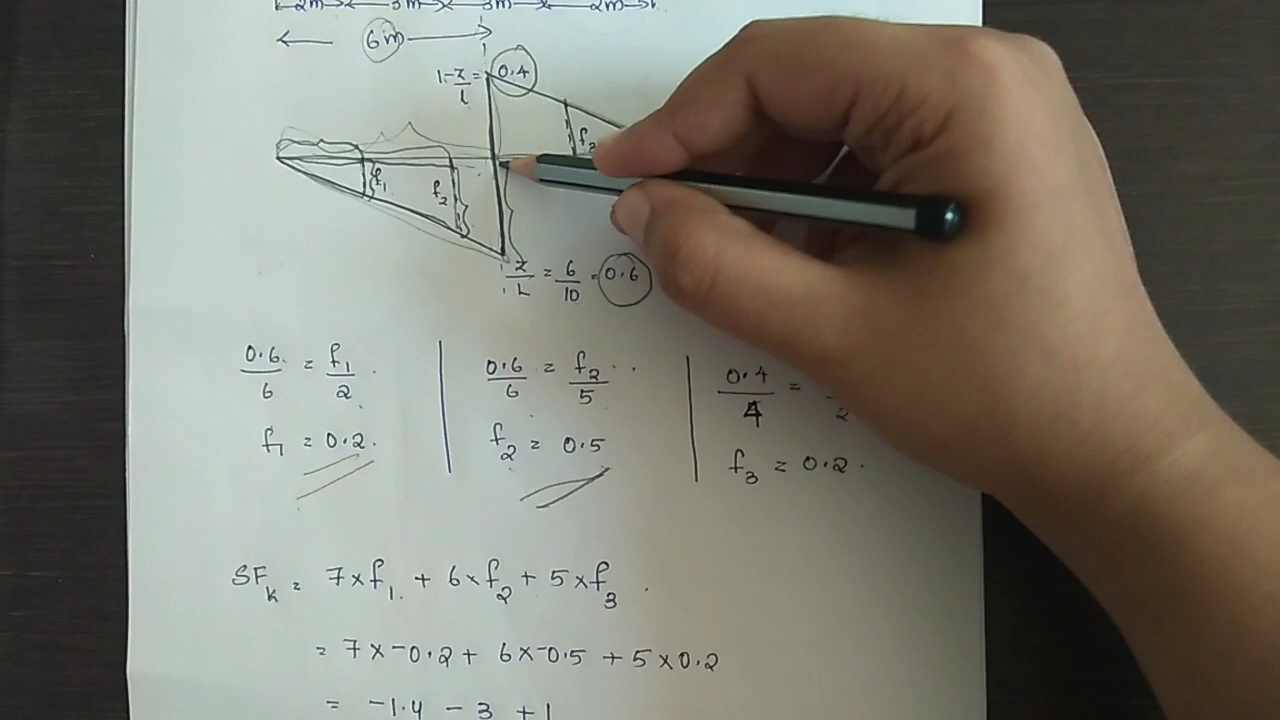 2m 3m 3m 2m
6m
1-z/l = 0.4
f1 f2 f3
z/L = 6/10 = 0.6
0.6/6 = f1/2 0.6/6 = f2/5 0.4/4 = /2
f1 = 0.2. f2 = 0.5 f3 = 0.2.
SFk = 7×f1 + 6×f2 + 5×f3.
= 7×-0.2 + 6×-0.5 + 5×0.2
= -1.4 - 3 + 1